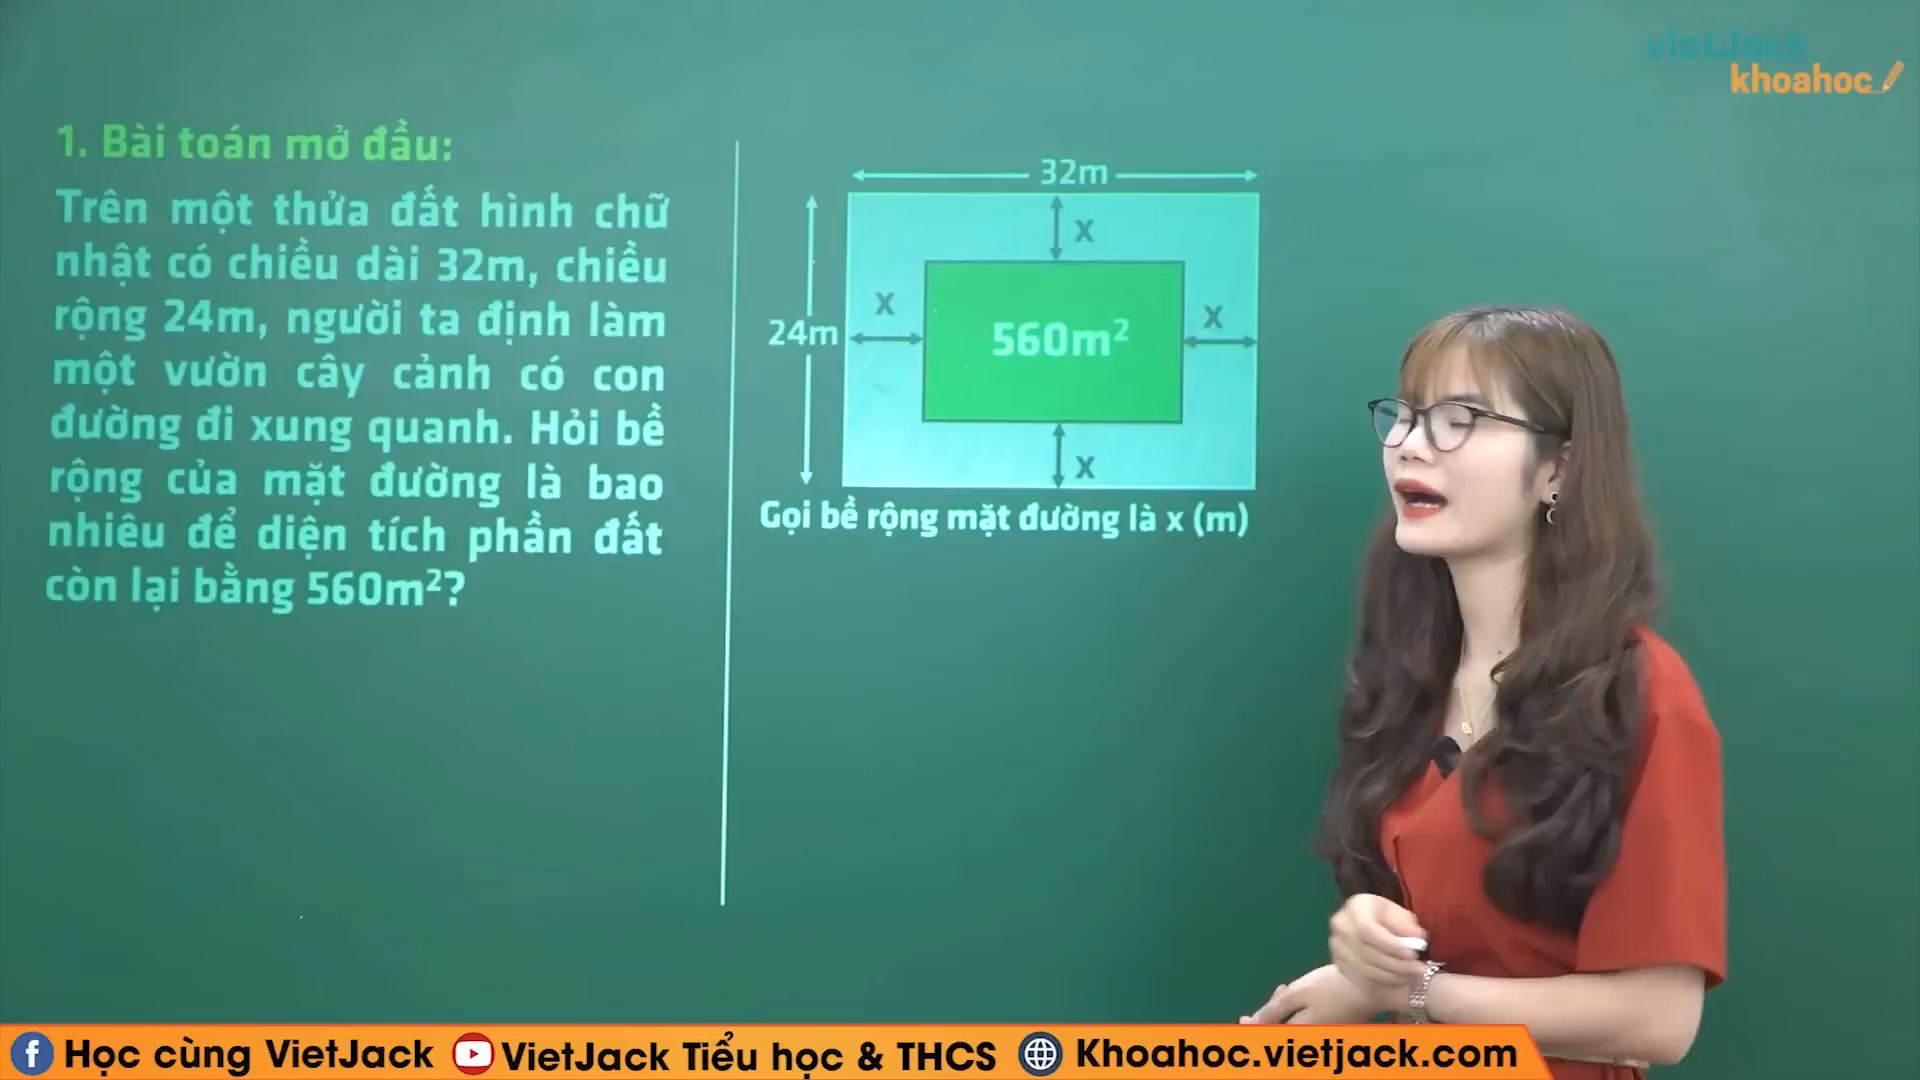 vietJack
khoahoc
1. Bài toán mở đầu:
Trên một thửa đất hình chữ
nhật có chiều dài 32m, chiều
rộng 24m, người ta định làm
một vườn cây cảnh có con
đường đi xung quanh. Hỏi bề
rộng của mặt đường là bao
nhiêu để diện tích phần đất
còn lại bằng 560m²?
32m
x
x
x
24m
560m²
x
Gọi bề rộng mặt đường là x (m)
Học cùng VietJack
VietJack Tiểu học & THCS
Khoahoc.vietjack.com